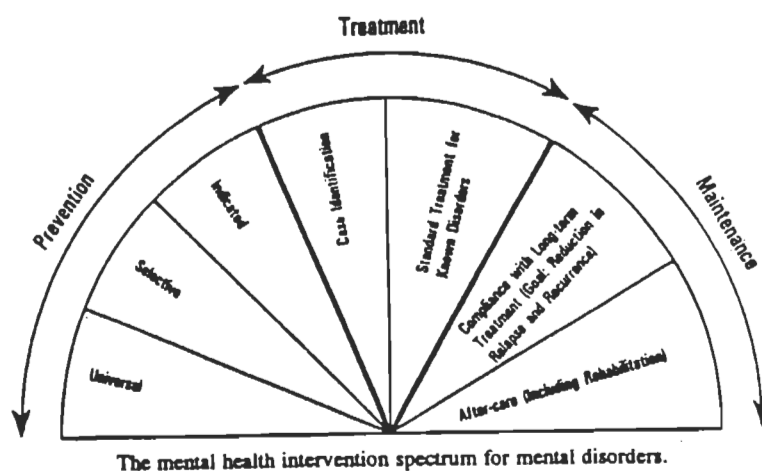 Treatment
Prevention
Maintenance
Universal
Selective
Indicated
Case Identification
Standard Treatment for
Known Disorders
Compliance with Long-term
Treatment (Goal: Reduction in
Relapse and Recurrence)
After-care (Including Rehabilitation)
The mental health intervention spectrum for mental disorders.